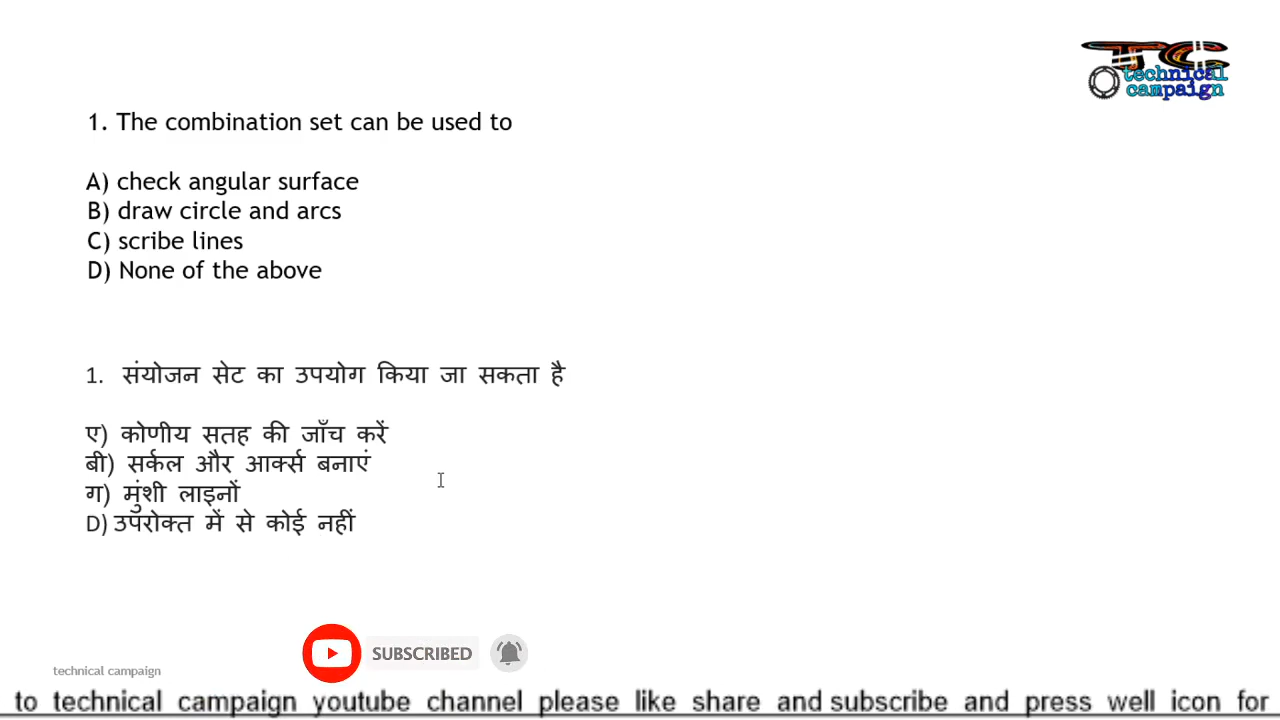 TC
technical
campaign
1. The combination set can be used to
A) check angular surface
B) draw circle and arcs
C) scribe lines
D) None of the above
1. संयोजन सेट का उपयोग किया जा सकता है
ए) कोणीय सतह की जाँच करें
बी) सर्कल और आर्क्स बनाएं
ग) मुंशी लाइनों
D) उपरोक्त में से कोई नहीं
SUBSCRIBED
technical campaign
to technical campaign youtube channel please like share and subscribe and press well icon for